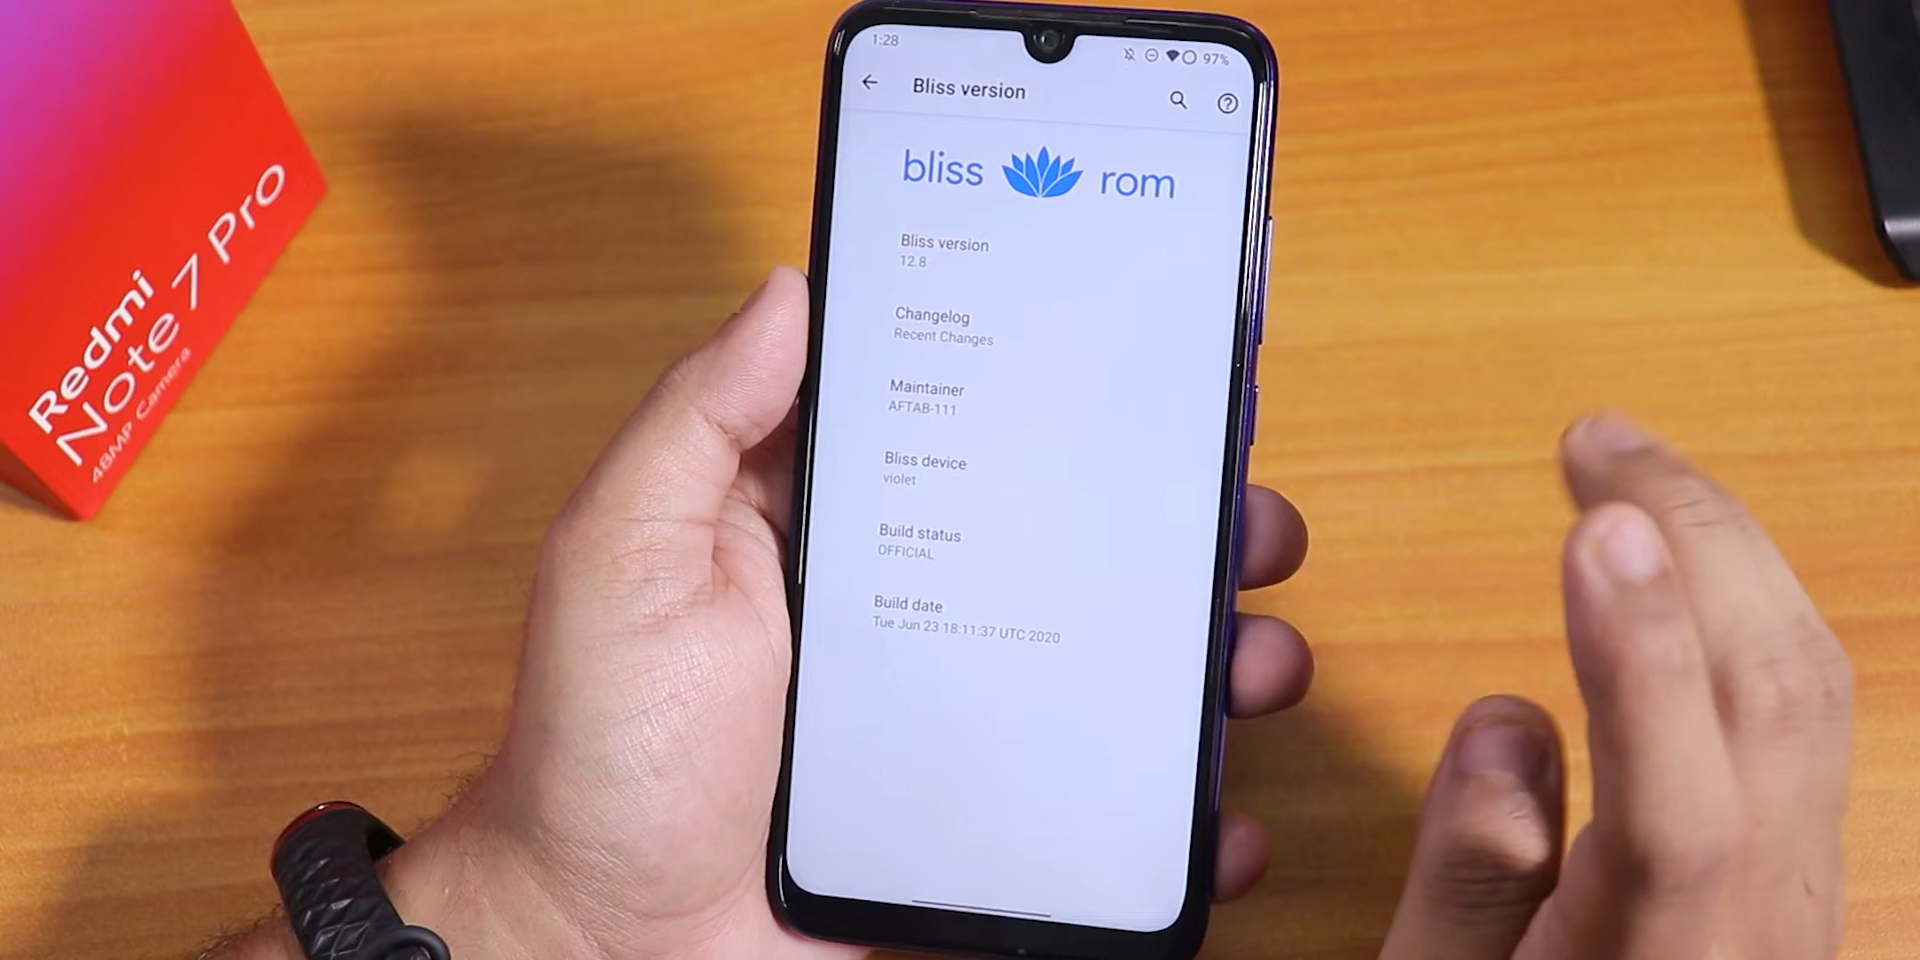 Redmi
Note 7 Pro
48MP Camera
1:28
97%
Bliss version
bliss rom
Bliss version
12.8
Changelog
Recent Changes
Maintainer
AFTAB-111
Bliss device
violet
Build status
OFFICIAL
Build date
Tue Jun 23 18:11:37 UTC 2020